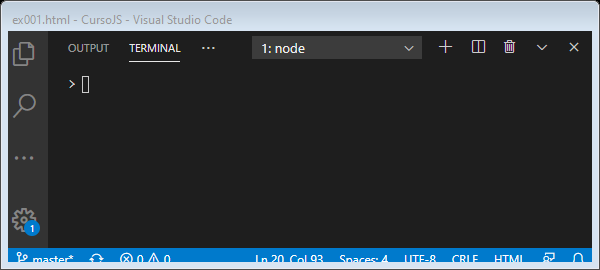 ex001.html - CursoJS - Visual Studio Code
OUTPUT TERMINAL ··· 1: node
>
1
master* 0 0 Ln 20, Col 93 Spaces: 4 UTF-8 CRLF HTML